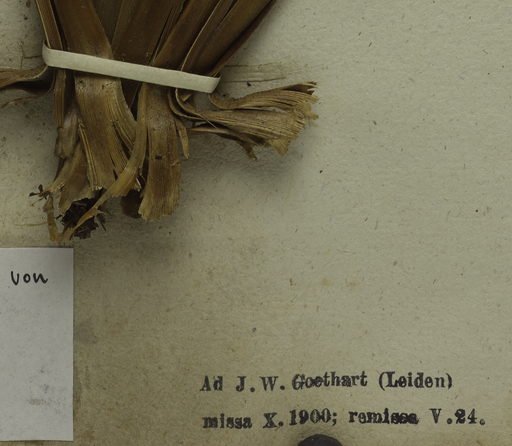 von
Ad J. W. Goethart (Leiden)
missa X. 1900; remissa V. 24.